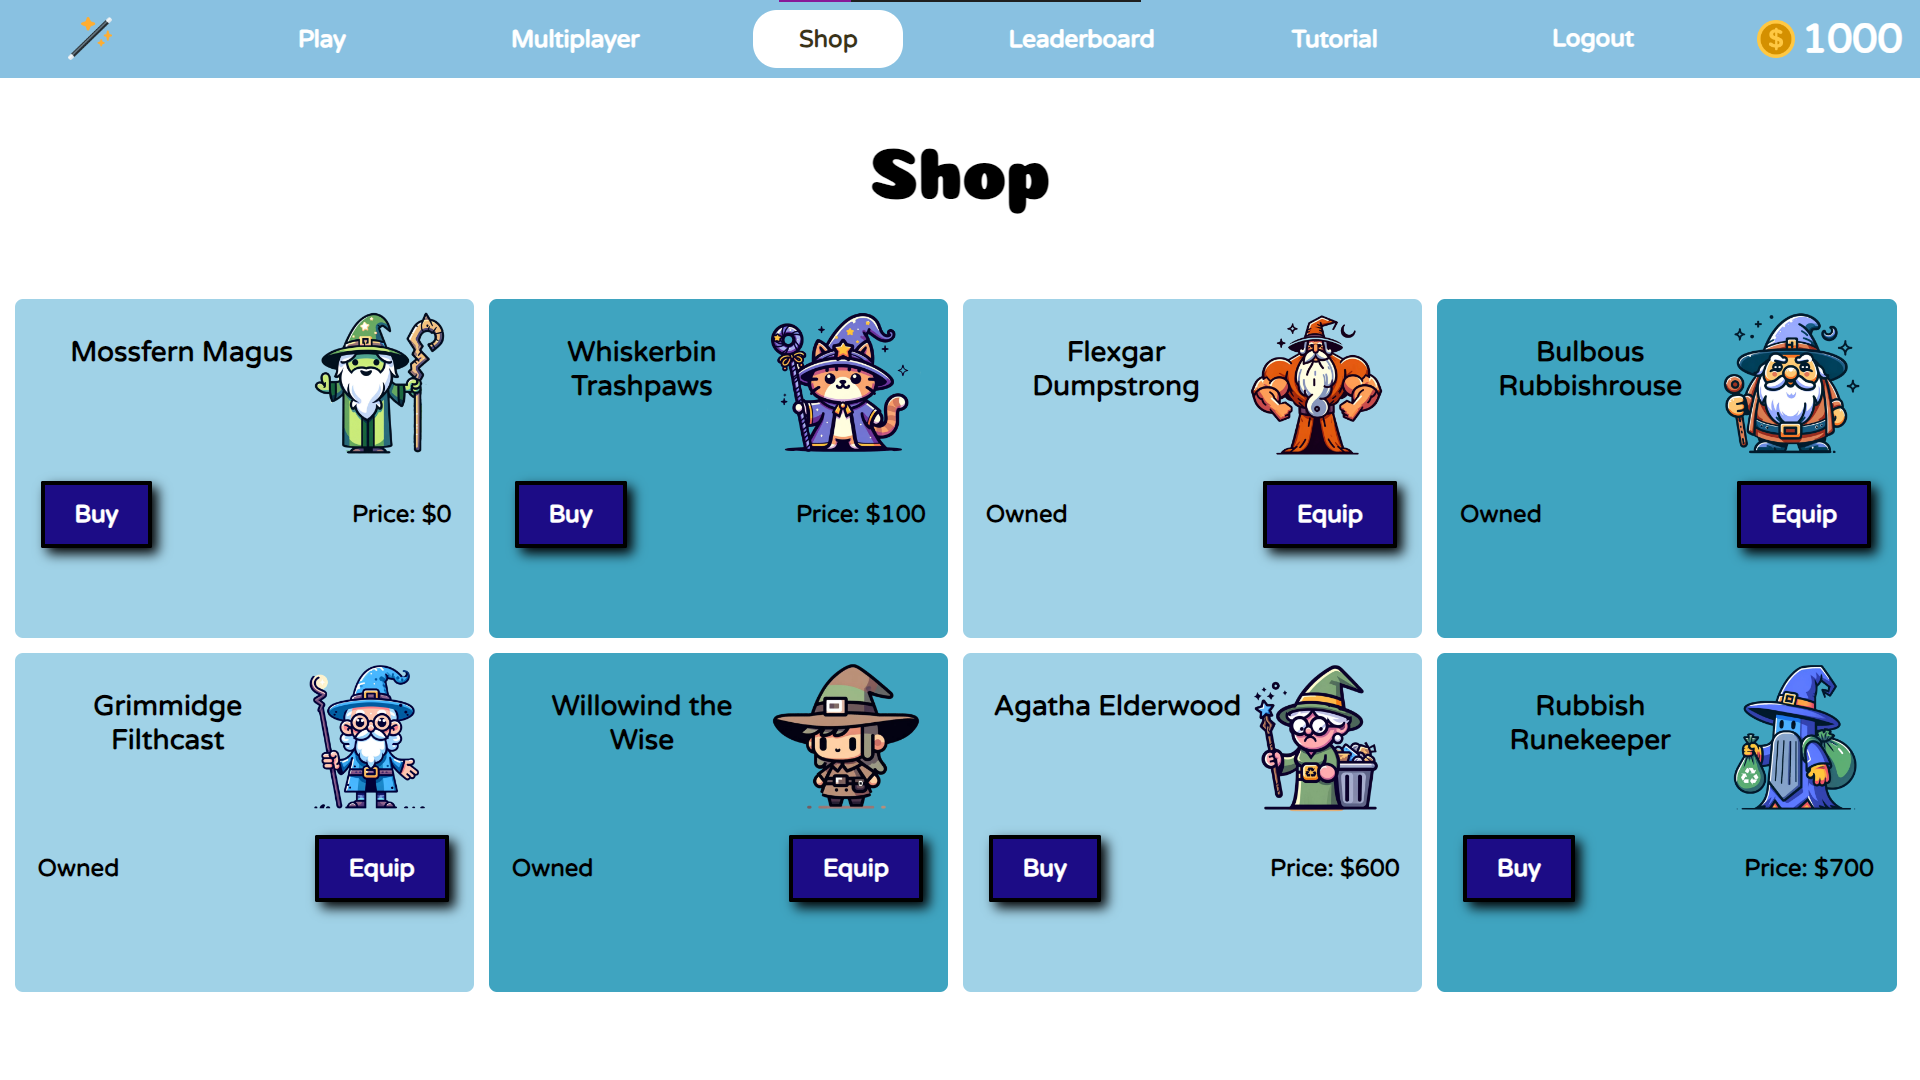 Play Multiplayer Shop Leaderboard Tutorial Logout $ 1000
Shop
Mossfern Magus
Buy Price: $0
Whiskerbin
Trashpaws
Buy Price: $100
Flexgar
Dumpstrong
Owned Equip
Bulbous
Rubbishrouse
Owned Equip
Grimmidge
Filthcast
Owned Equip
Willowind the
Wise
Owned Equip
Agatha Elderwood
Buy Price: $600
Rubbish
Runekeeper
Buy Price: $700